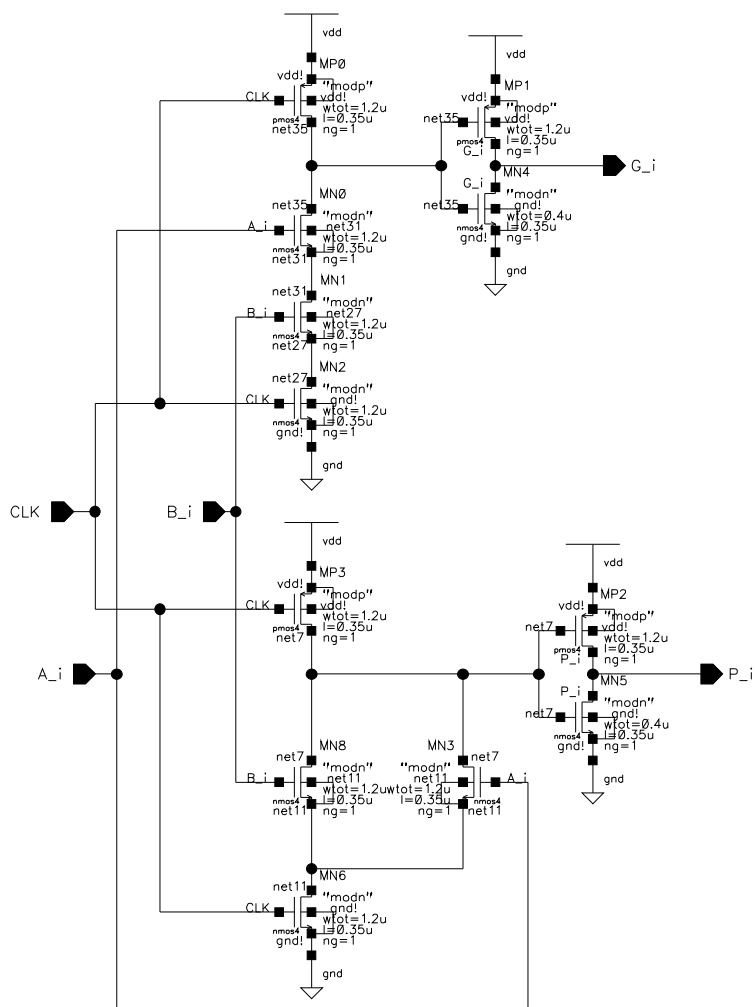 vdd
MP0
vdd!
"modp"
CLK
vdd!
wtot=1.2u
l=0.35u
pmos4
net35
ng=1
vdd
MP1
vdd!
"modp"
net35
vdd!
wtot=1.2u
l=0.35u
pmos4
G_i
ng=1
G_i
MN4
G_i
"modn"
net35
gnd!
wtot=0.4u
l=0.35u
nmos4
gnd!
ng=1
gnd
MN0
net35
"modn"
A_i
net31
wtot=1.2u
l=0.35u
nmos4
net31
ng=1
MN1
net31
"modn"
B_i
net27
wtot=1.2u
l=0.35u
nmos4
net27
ng=1
MN2
net27
"modn"
CLK
gnd!
wtot=1.2u
l=0.35u
nmos4
gnd!
ng=1
gnd
CLK
B_i
A_i
vdd
MP3
vdd!
"modp"
CLK
vdd!
wtot=1.2u
l=0.35u
pmos4
net7
ng=1
vdd
MP2
vdd!
"modp"
net7
vdd!
wtot=1.2u
l=0.35u
pmos4
P_i
ng=1
P_i
MN5
P_i
"modn"
net7
gnd!
wtot=0.4u
l=0.35u
nmos4
gnd!
ng=1
gnd
MN8
net7
"modn"
B_i
net11
wtot=1.2u
l=0.35u
nmos4
net11
ng=1
MN3
net7
"modn"
net11
A_i
wtot=1.2u
l=0.35u
nmos4
ng=1
net11
MN6
net11
"modn"
CLK
gnd!
wtot=1.2u
l=0.35u
nmos4
gnd!
ng=1
gnd